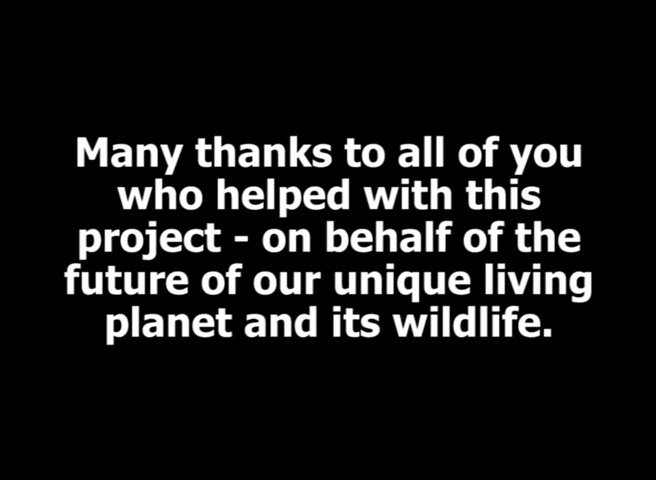 Many thanks to all of you
who helped with this
project - on behalf of the
future of our unique living
planet and its wildlife.